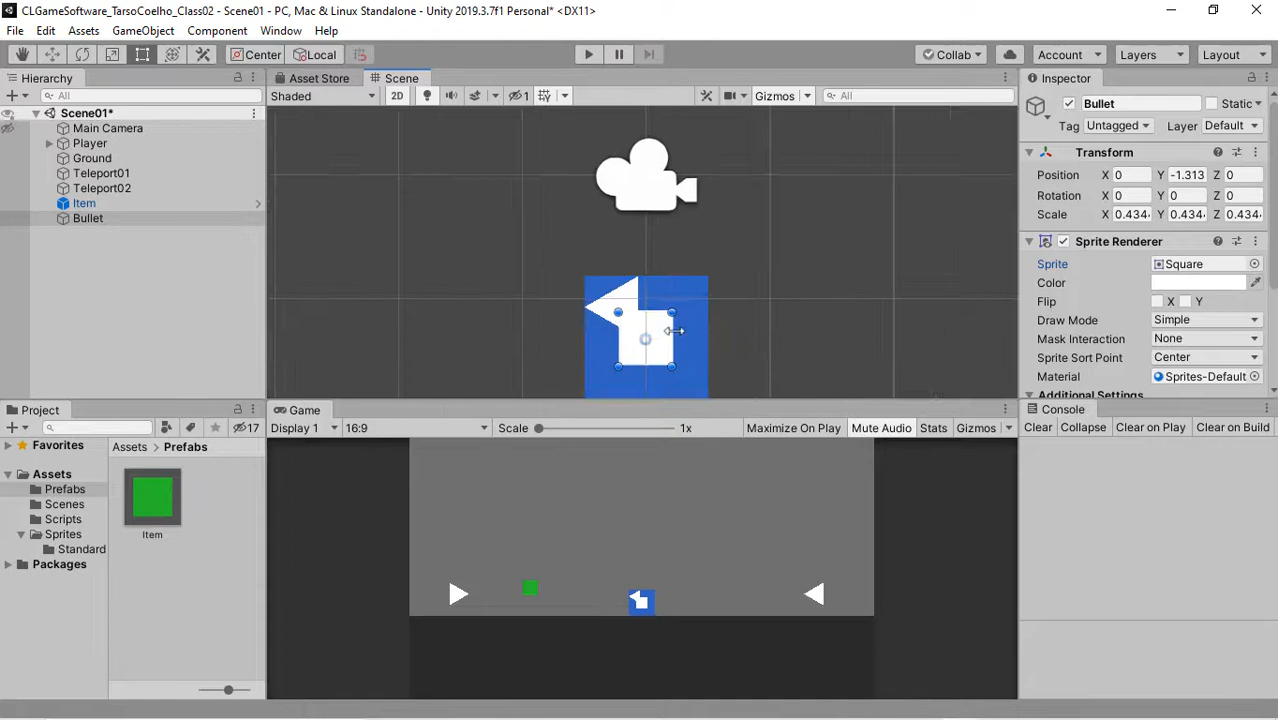 CLGameSoftware_TarsoCoelho_Class02 - Scene01 - PC, Mac & Linux Standalone - Unity 2019.3.7f1 Personal* <DX11>
File Edit Assets GameObject Component Window Help
Center Local Collab Account Layers Layout
Hierarchy
All
Scene01*
Main Camera
Player
Ground
Teleport01
Teleport02
Item
Bullet
Asset Store Scene
Shaded 2D 1 Gizmos All
Inspector
Bullet Static
Tag Untagged Layer Default
Transform
Position X 0 Y -1.313 Z 0
Rotation X 0 Y 0 Z 0
Scale X 0.434 Y 0.434 Z 0.434
Sprite Renderer
Sprite Square
Color
Flip X Y
Draw Mode Simple
Mask Interaction None
Sprite Sort Point Center
Material Sprites-Default
Additional Settings
Project
17
Favorites
Assets
Prefabs
Scenes
Scripts
Sprites
Standard
Packages
Assets > Prefabs
Item
Game
Display 1 16:9 Scale 1x Maximize On Play Mute Audio Stats Gizmos
Console
Clear Collapse Clear on Play Clear on Build